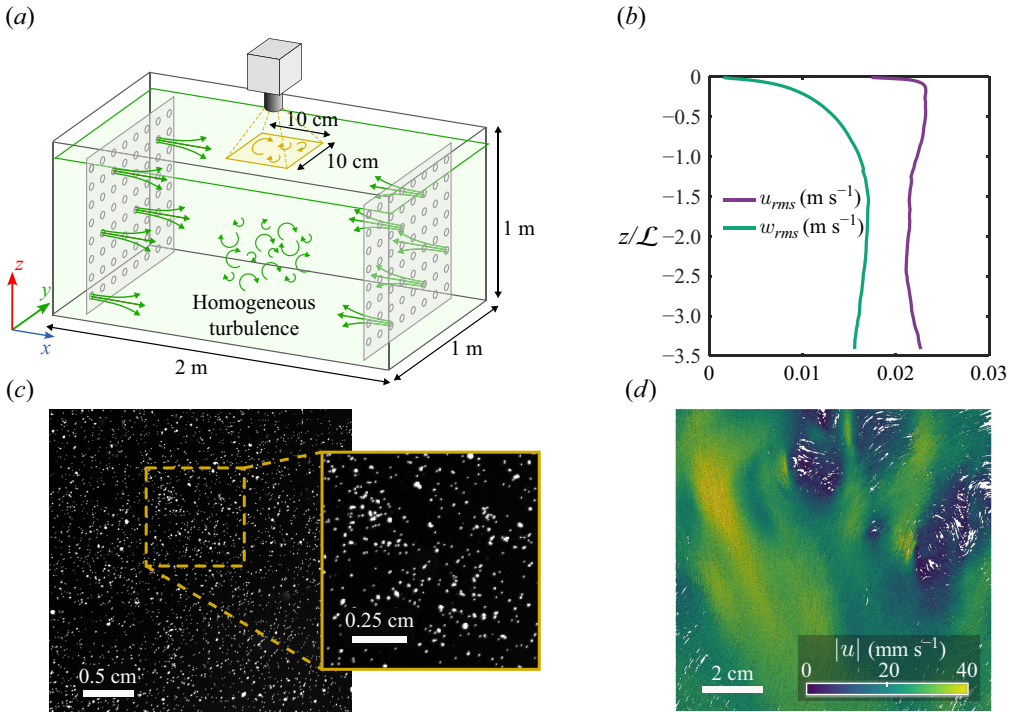 (a)
10 cm
10 cm
1 m
Homogeneous
turbulence
z
y
x
2 m
1 m
(b)
0
−0.5
−1.0
−1.5
−2.0
−2.5
−3.0
−3.5
z/ℒ
u_rms (m s⁻¹)
w_rms (m s⁻¹)
0
0.01
0.02
0.03
(c)
0.5 cm
0.25 cm
(d)
2 cm
|u| (mm s⁻¹)
0 20 40